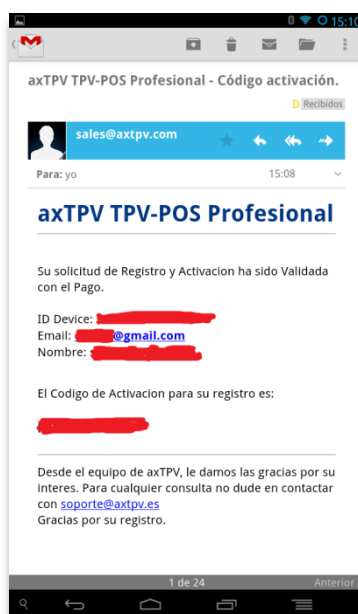 15:10
axTPV TPV-POS Profesional - Código activación.
Recibidos
sales@axtpv.com
Para: yo 15:08
axTPV TPV-POS Profesional
Su solicitud de Registro y Activacion ha sido Validada
con el Pago.
ID Device:
Email: @gmail.com
Nombre:
El Codigo de Activacion para su registro es:
Desde el equipo de axTPV, le damos las gracias por su
interes. Para cualquier consulta no dude en contactar
con soporte@axtpv.es
Gracias por su registro.
1 de 24 Anterior